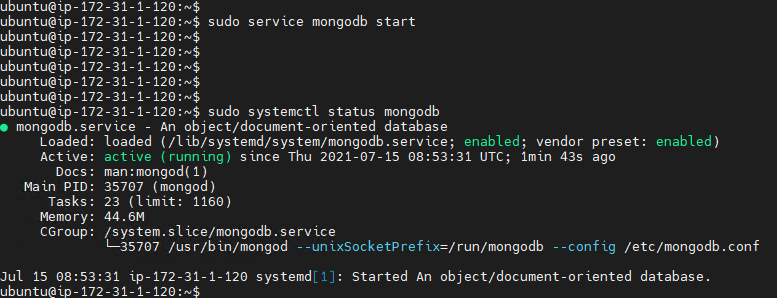 ubuntu@ip-172-31-1-120:~$
ubuntu@ip-172-31-1-120:~$ sudo service mongodb start
ubuntu@ip-172-31-1-120:~$
ubuntu@ip-172-31-1-120:~$
ubuntu@ip-172-31-1-120:~$
ubuntu@ip-172-31-1-120:~$
ubuntu@ip-172-31-1-120:~$
ubuntu@ip-172-31-1-120:~$ sudo systemctl status mongodb
● mongodb.service - An object/document-oriented database
     Loaded: loaded (/lib/systemd/system/mongodb.service; enabled; vendor preset: enabled)
     Active: active (running) since Thu 2021-07-15 08:53:31 UTC; 1min 43s ago
       Docs: man:mongod(1)
   Main PID: 35707 (mongod)
      Tasks: 23 (limit: 1160)
     Memory: 44.6M
     CGroup: /system.slice/mongodb.service
             └─35707 /usr/bin/mongod --unixSocketPrefix=/run/mongodb --config /etc/mongodb.conf

Jul 15 08:53:31 ip-172-31-1-120 systemd[1]: Started An object/document-oriented database.
ubuntu@ip-172-31-1-120:~$